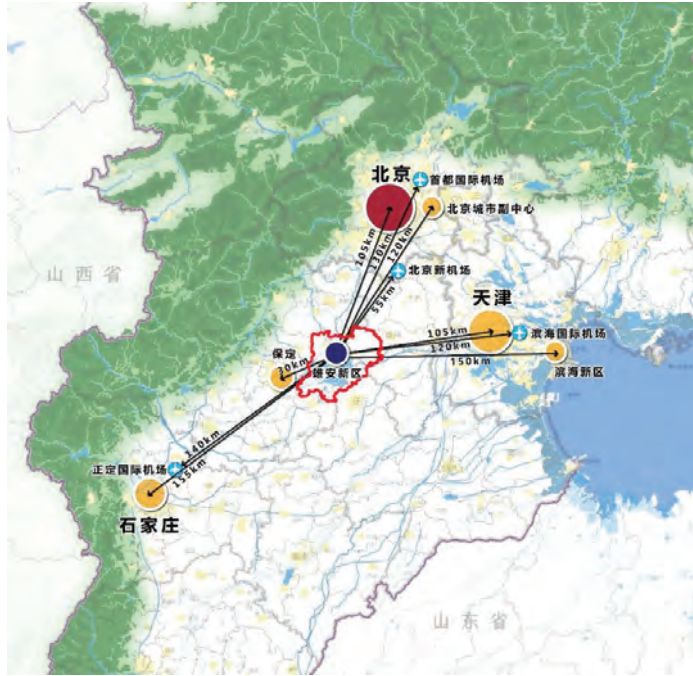 首都国际机场
北京
北京城市副中心
105km
130km
120km
北京新机场
55km
山西省
天津
105km
滨海国际机场
120km
保定
30km
雄安新区
150km
滨海新区
140km
正定国际机场
155km
石家庄
山东省